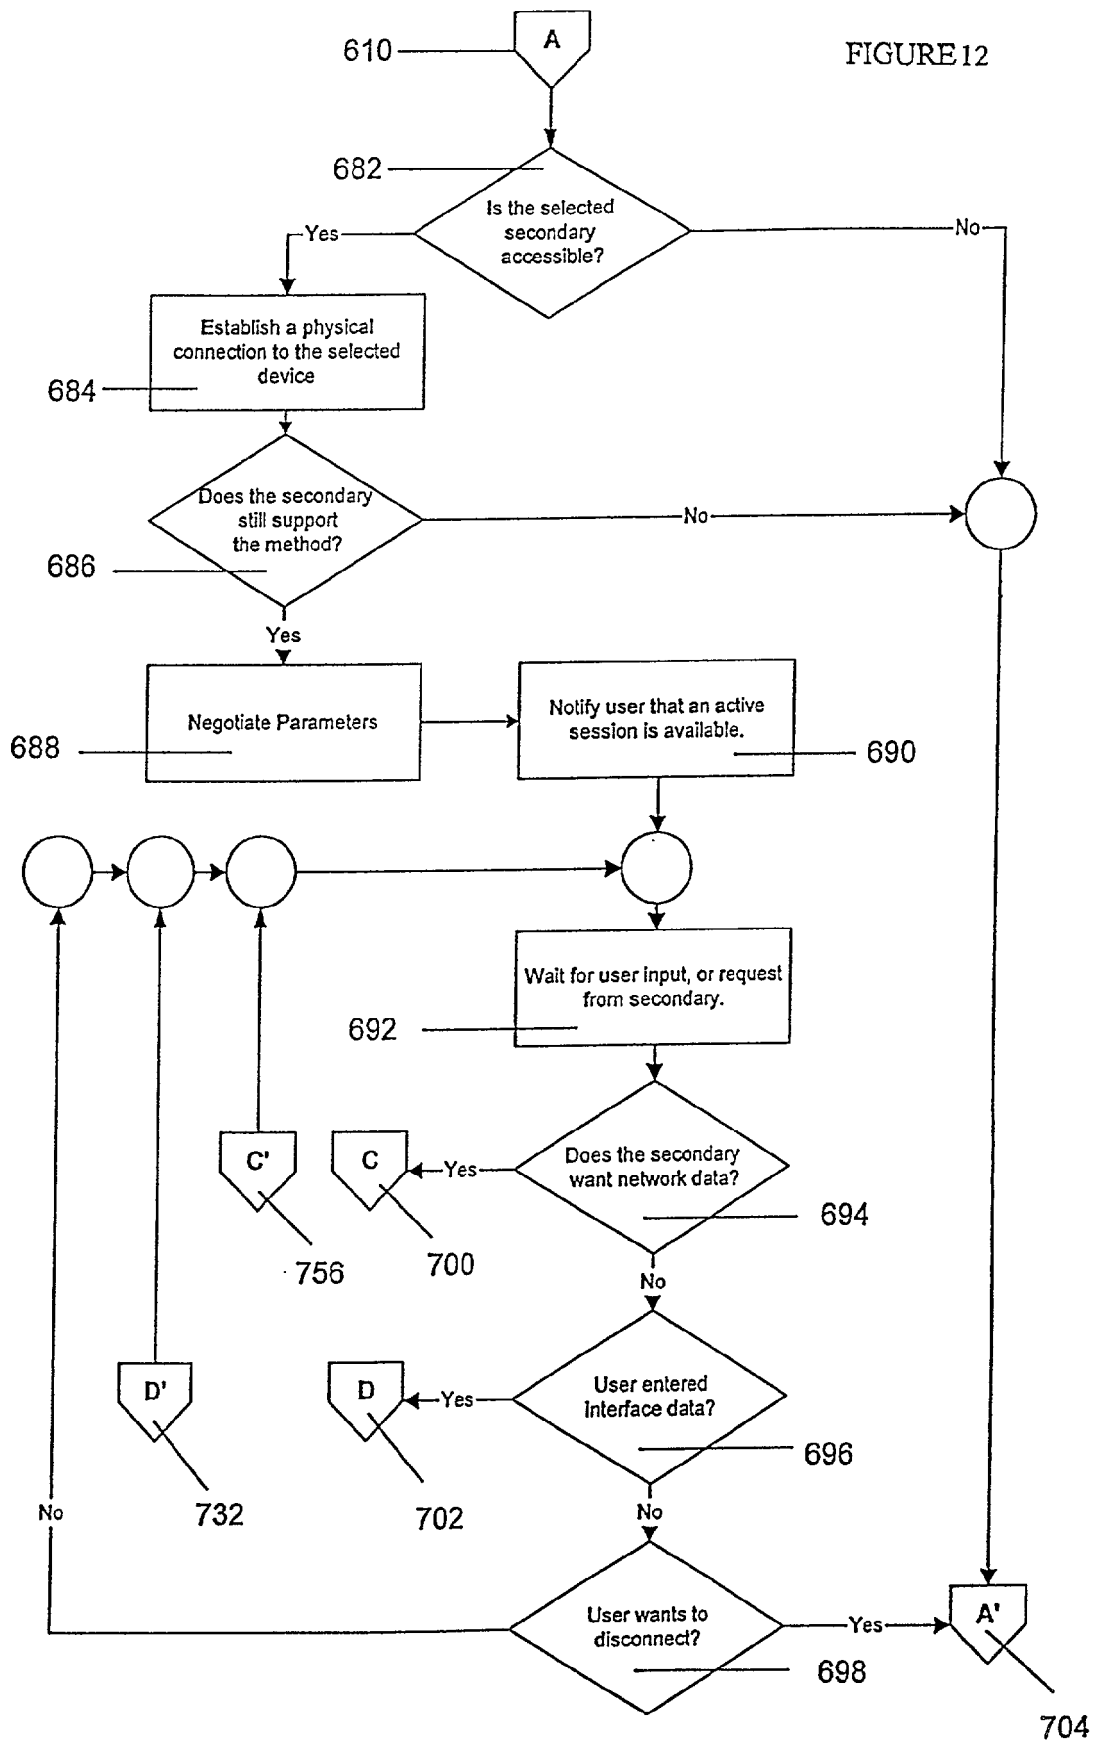 FIGURE12
A
610
682
Is the selected
secondary
accessible?
Yes
No
Establish a physical
connection to the selected
device
684
Does the secondary
still support
the method?
686
No
Yes
Negotiate Parameters
688
Notify user that an active
session is available.
690
Wait for user input, or request
from secondary.
692
Does the secondary
want network data?
694
Yes
C
700
C'
756
No
User entered
interface data?
696
Yes
D
702
D'
732
No
No
User wants to
disconnect?
698
Yes
A'
704